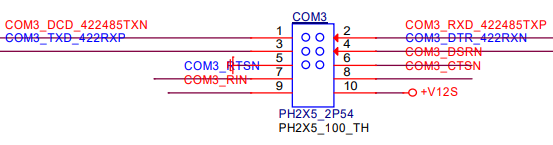 COM3
COM3_DCD_422485TXN
COM3_RXD_422485TXP
COM3_TXD_422RXP
1
2
COM3_DTR_422RXN
3
4
COM3_DSRN
COM3_RTSN
5
6
COM3_CTSN
COM3_RIN
7
8
9
10
+V12S
PH2X5_2P54
PH2X5_100_TH